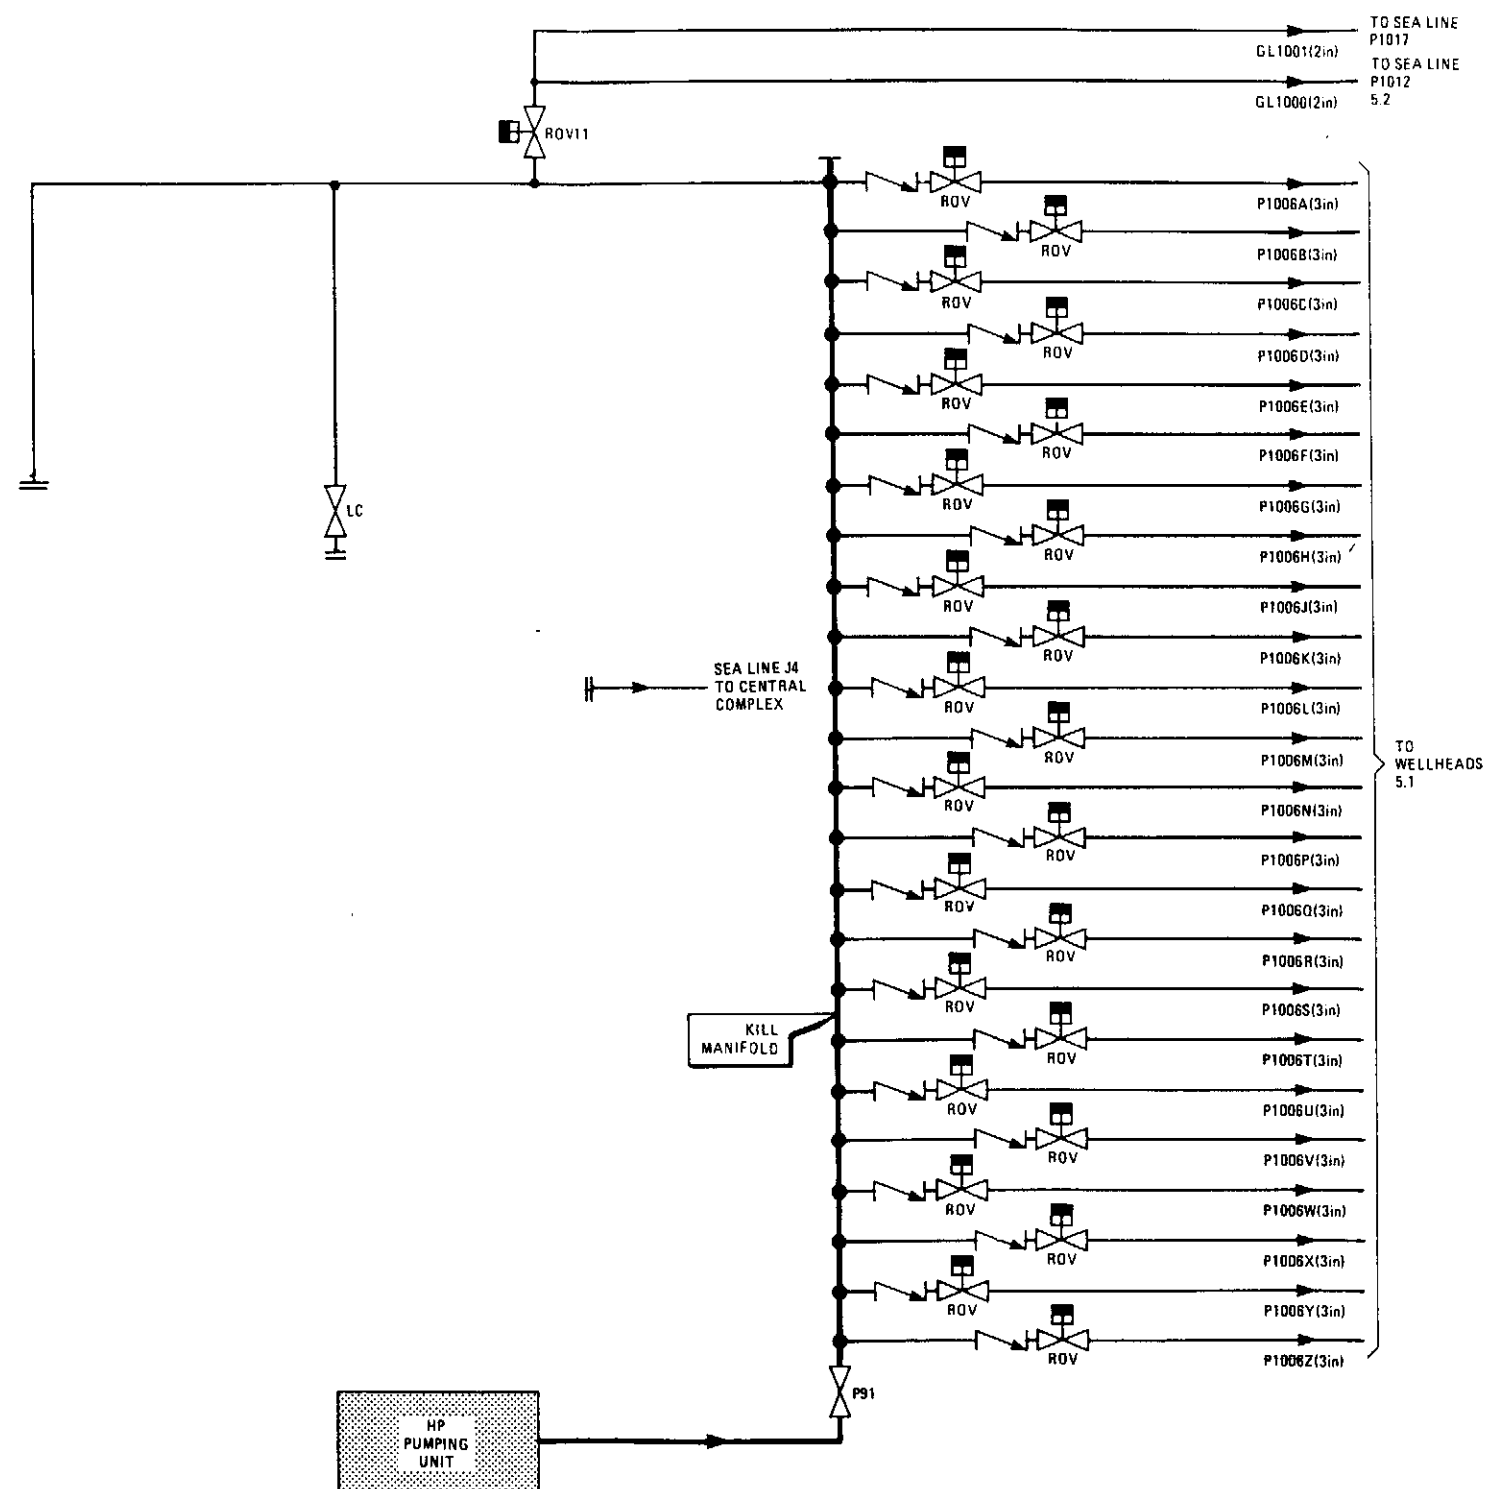 TO SEA LINE
P1017
GL1001(2in)
TO SEA LINE
P1012
5.2
GL1000(2in)
ROV11
ROV
P1006A(3in)
ROV
P1006B(3in)
ROV
P1006C(3in)
ROV
P1006D(3in)
ROV
P1006E(3in)
ROV
P1006F(3in)
ROV
P1006G(3in)
LC
ROV
P1006H(3in)
ROV
P1006J(3in)
ROV
P1006K(3in)
SEA LINE J4
TO CENTRAL
COMPLEX
ROV
P1006L(3in)
ROV
P1006M(3in)
TO
WELLHEADS
5.1
ROV
P1006N(3in)
ROV
P1006P(3in)
ROV
P1006Q(3in)
ROV
P1006R(3in)
ROV
P1006S(3in)
KILL
MANIFOLD
ROV
P1006T(3in)
ROV
P1006U(3in)
ROV
P1006V(3in)
ROV
P1006W(3in)
ROV
P1006X(3in)
ROV
P1006Y(3in)
ROV
P1006Z(3in)
P91
HP
PUMPING
UNIT